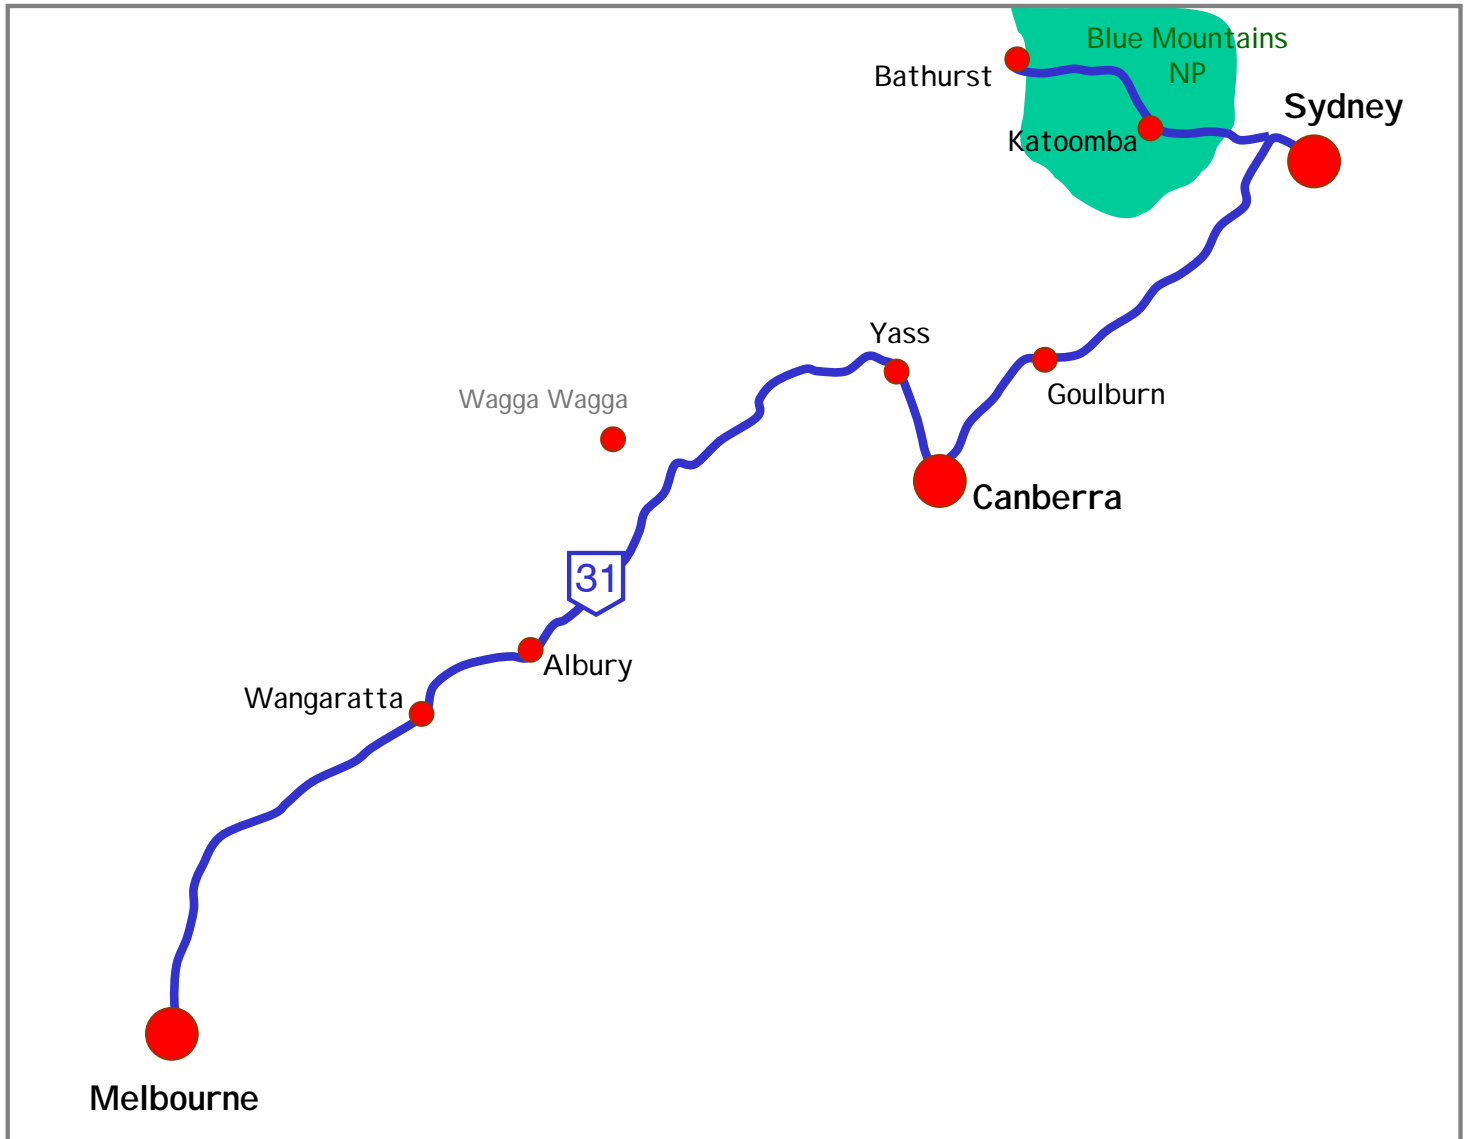 Blue Mountains
NP
Bathurst
Sydney
Katoomba
Yass
Wagga Wagga
Goulburn
Canberra
31
Albury
Wangaratta
Melbourne